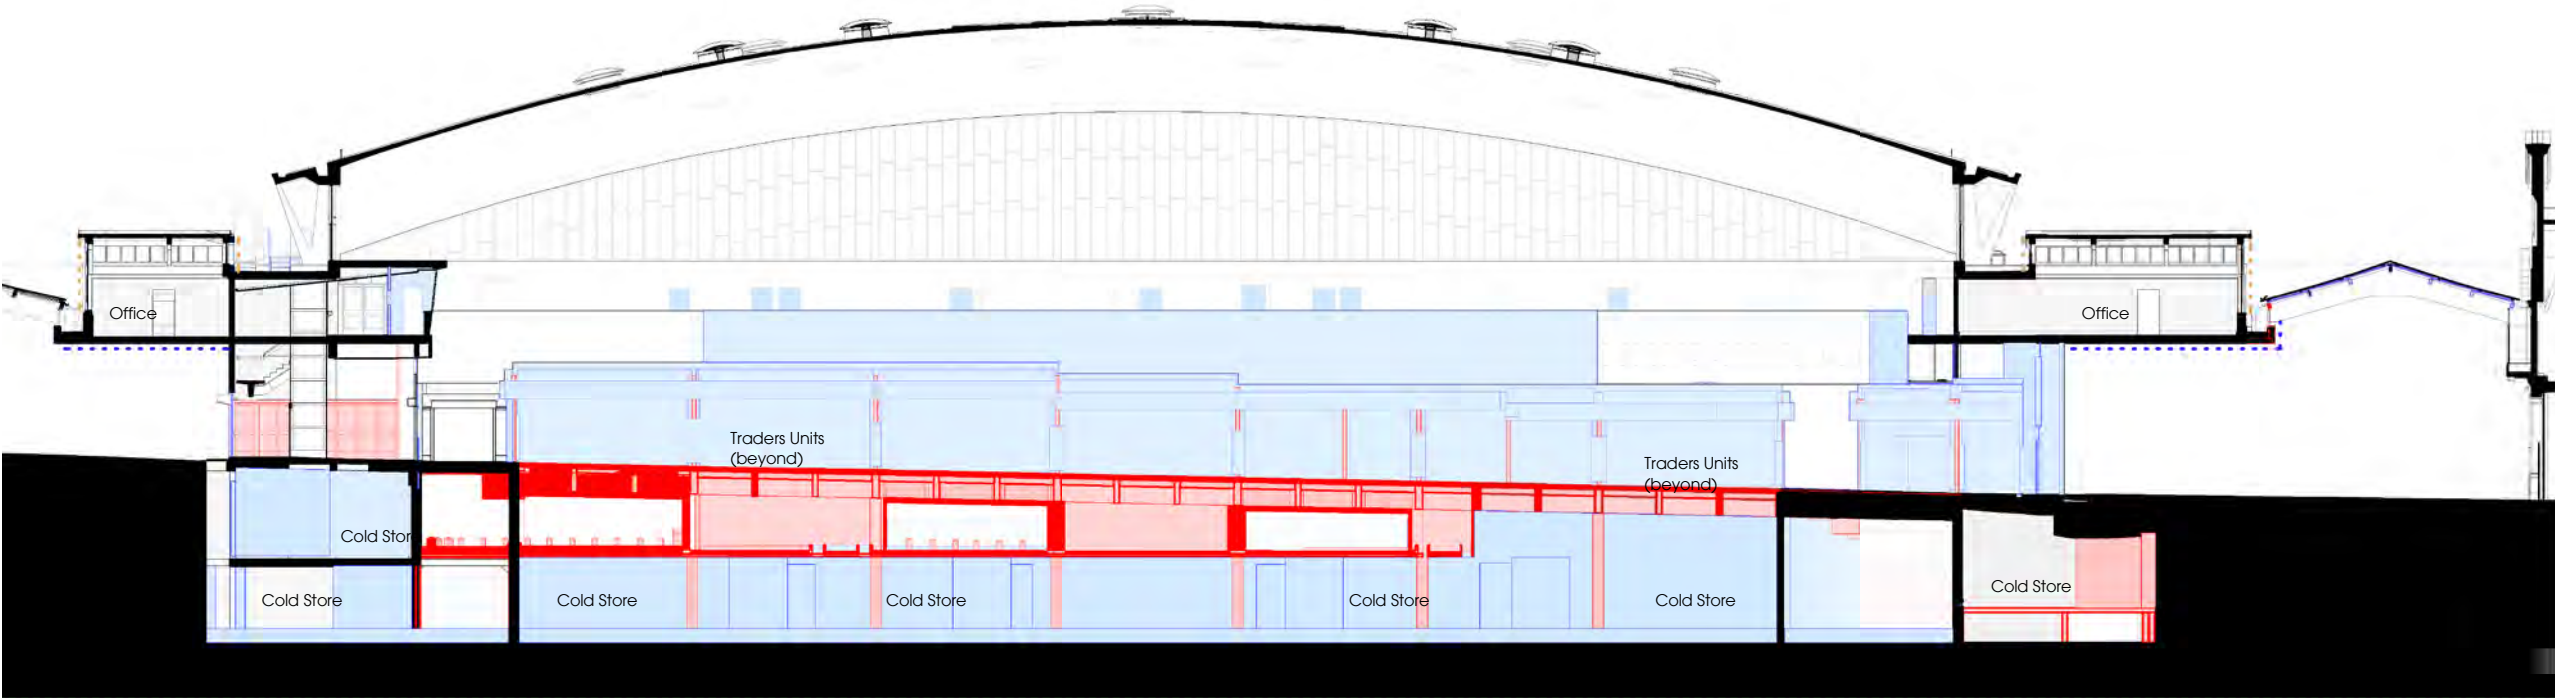 Office
Office
Traders Units
(beyond)
Traders Units
(beyond)
Cold Stor
Cold Store
Cold Store
Cold Store
Cold Store
Cold Store
Cold Store